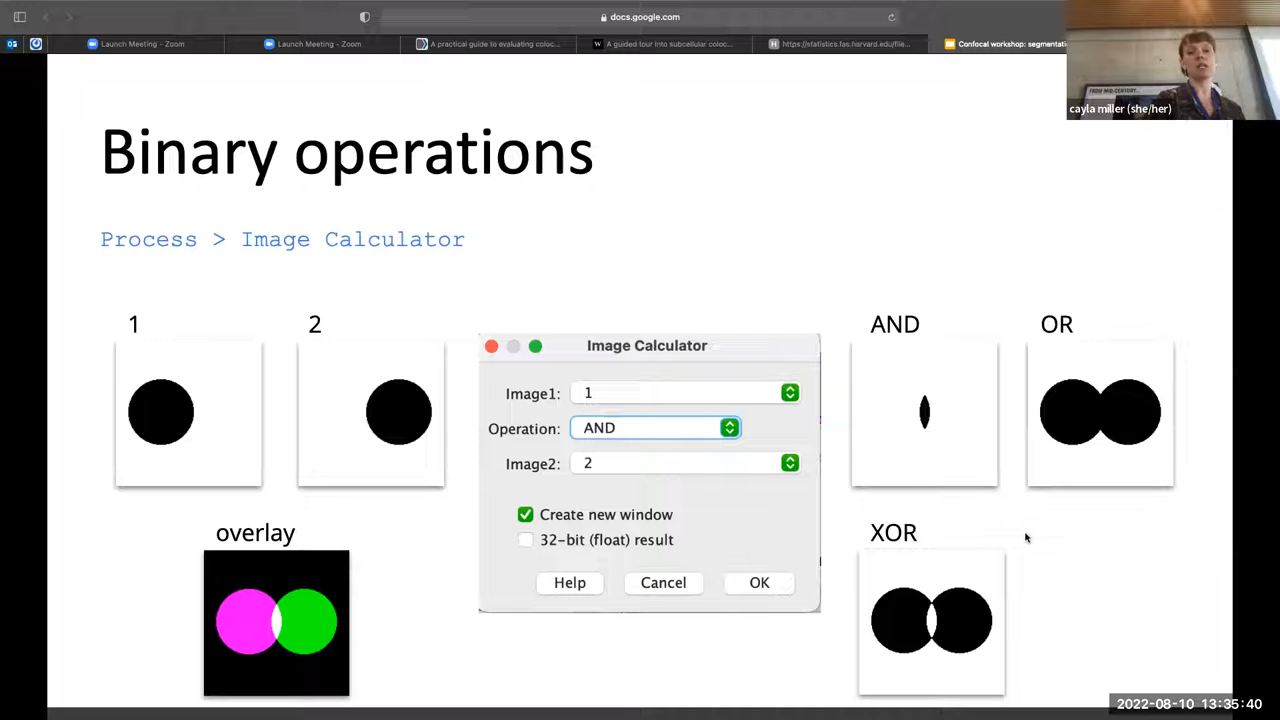 docs.google.com
Launch Meeting - Zoom
Launch Meeting - Zoom
A practical guide to evaluating coloc...
A guided tour into subcellular coloc...
https://statistics.fas.harvard.edu/file...
Confocal workshop: segmentati
FROM MID-CENTURY...
cayla miller (she/her)
Binary operations
Process > Image Calculator
1
2
Image Calculator
Image1: 1
Operation: AND
Image2: 2
Create new window
32-bit (float) result
Help Cancel OK
AND
OR
overlay
XOR
2022-08-10 13:35:40